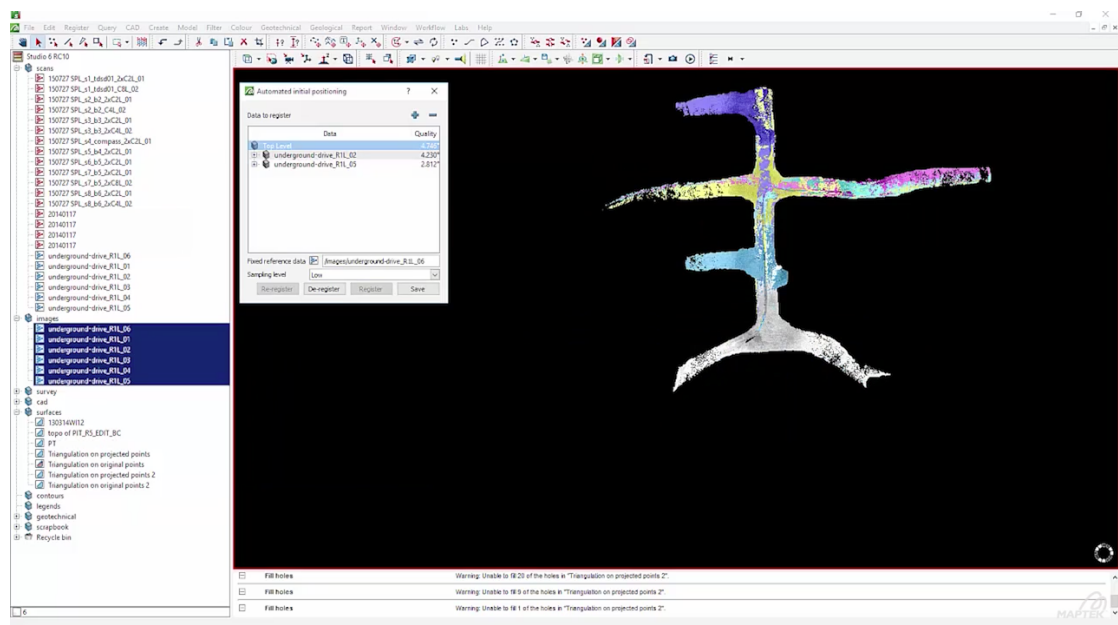 File Edit Register Query CAD Create Model Filter Colour Geotechnical Geological Report Window Workflow Labs Help
Studio 6 RC10
scans
150727 SPL_s1_tdsd01_2xC2L_01
150727 SPL_s1_tdsd01_C8L_02
150727 SPL_s2_b2_2xC2L_01
150727 SPL_s2_b2_C4L_02
150727 SPL_s3_b3_2xC2L_01
150727 SPL_s3_b3_2xC4L_02
150727 SPL_s4_compass_2xC2L_01
150727 SPL_s5_b4_2xC2L_01
150727 SPL_s6_b5_2xC2L_01
150727 SPL_s7_b5_2xC2L_01
150727 SPL_s7_b5_2xC8L_02
150727 SPL_s8_b6_2xC2L_01
150727 SPL_s8_b6_2xC4L_02
20140117
20140117
20140117
20140117
underground-drive_R1L_06
underground-drive_R1L_01
underground-drive_R1L_02
underground-drive_R1L_03
underground-drive_R1L_04
underground-drive_R1L_05
images
underground-drive_R1L_06
underground-drive_R1L_01
underground-drive_R1L_02
underground-drive_R1L_03
underground-drive_R1L_04
underground-drive_R1L_05
survey
cad
surfaces
130314WI12
topo of PIT_R5_EDIT_BC
PT
Triangulation on projected points
Triangulation on original points
Triangulation on projected points 2
Triangulation on original points 2
contours
legends
geotechnical
scrapbook
Recycle bin
6
Automated initial positioning ?
Data to register
Data Quality
Top Level 4.746°
underground-drive_R1L_02 4.230°
underground-drive_R1L_05 2.812°
Fixed reference data /images/underground-drive_R1L_06
Sampling level Low
Re-register De-register Register Save
Fill holes Warning: Unable to fill 20 of the holes in "Triangulation on projected points 2".
Fill holes Warning: Unable to fill 9 of the holes in "Triangulation on projected points 2".
Fill holes Warning: Unable to fill 1 of the holes in "Triangulation on projected points 2".
MAPTEK